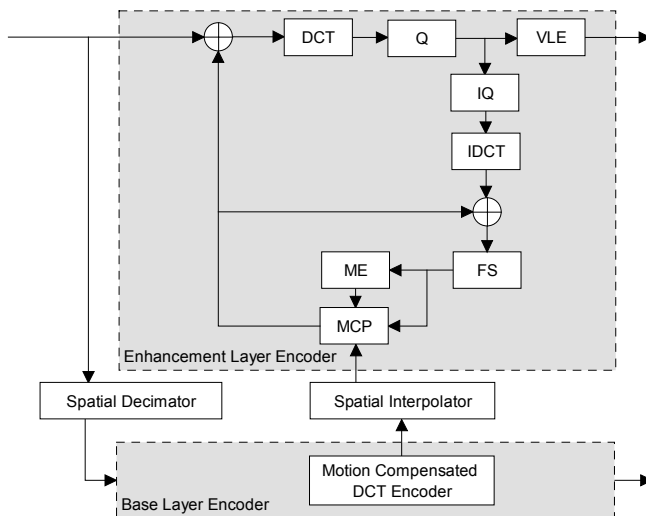 DCT
Q
VLE
IQ
IDCT
ME
FS
MCP
Enhancement Layer Encoder
Spatial Decimator
Spatial Interpolator
Motion Compensated
DCT Encoder
Base Layer Encoder